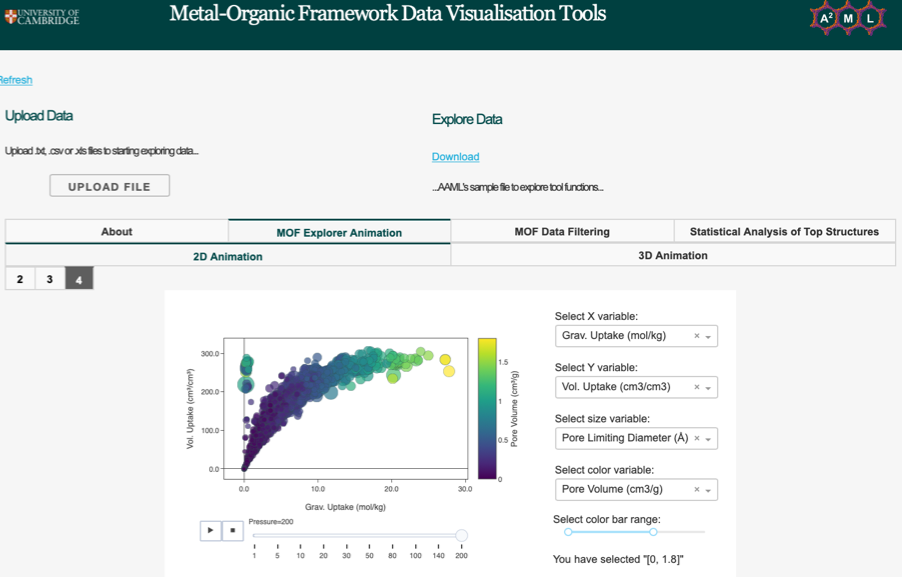 UNIVERSITY OF
CAMBRIDGE
Metal-Organic Framework Data Visualisation Tools
A² M L
Refresh
Upload Data
Explore Data
Upload .txt, .csv or .xls files to starting exploring data...
Download
UPLOAD FILE
...AAML's sample file to explore tool functions...
About
MOF Explorer Animation
MOF Data Filtering
Statistical Analysis of Top Structures
2D Animation
3D Animation
2 3 4
Select X variable:
Grav. Uptake (mol/kg) ×
Select Y variable:
Vol. Uptake (cm3/cm3) ×
Select size variable:
Pore Limiting Diameter (Å) ×
Select color variable:
Pore Volume (cm3/g) ×
Select color bar range:
You have selected "[0, 1.8]"
300.0
200.0
100.0
0.0
Vol. Uptake (cm³/cm³)
0.0 10.0 20.0 30.0
Grav. Uptake (mol/kg)
1.5
1
0.5
0
Pore Volume (cm³/g)
Pressure=200
1 5 10 20 30 50 80 100 140 200